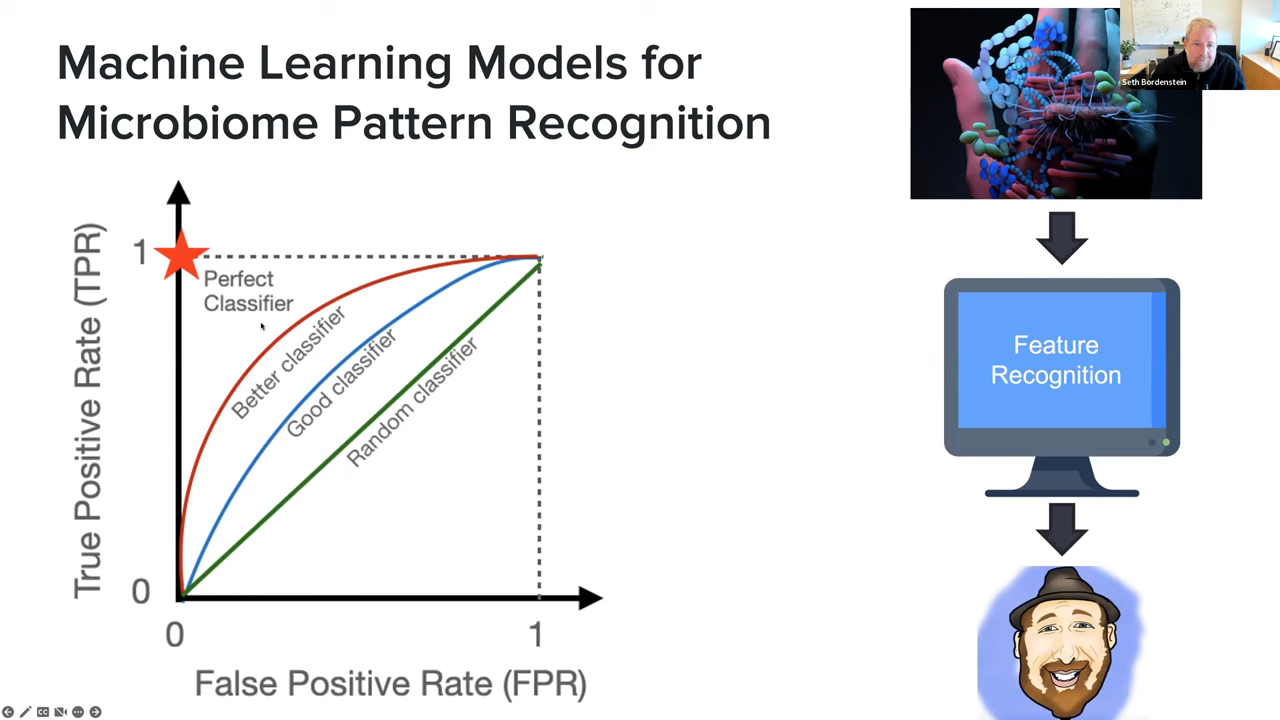 Machine Learning Models for
Microbiome Pattern Recognition
Seth Bordenstein
True Positive Rate (TPR)
1
0
Perfect
Classifier
Better classifier
Good classifier
Random classifier
0
1
False Positive Rate (FPR)
Feature
Recognition